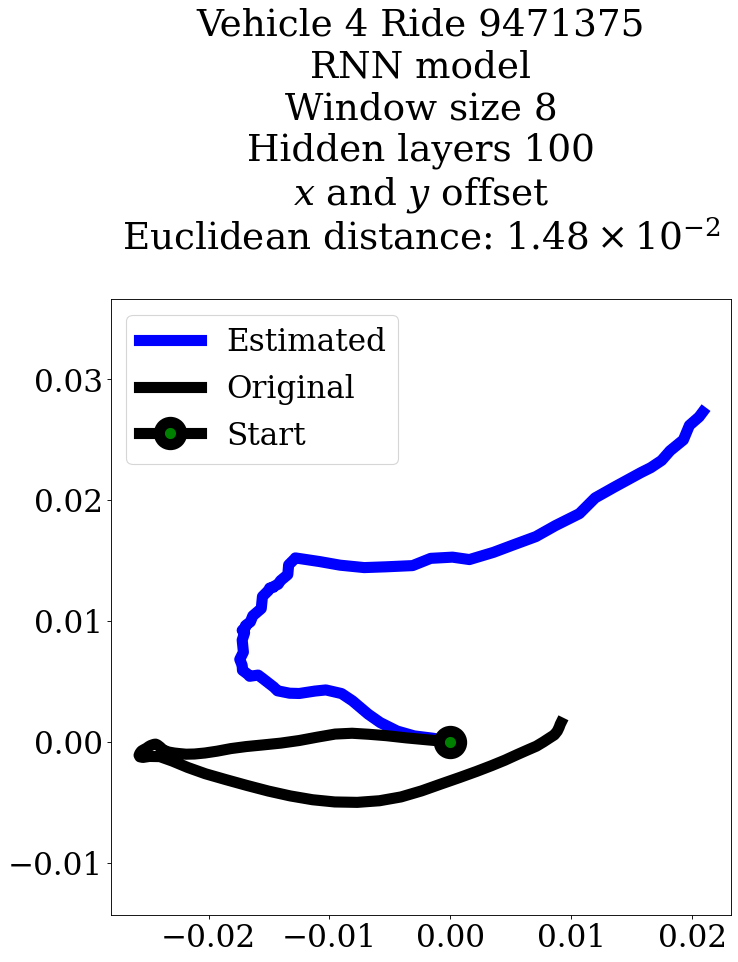 Vehicle 4 Ride 9471375
RNN model
Window size 8
Hidden layers 100
x and y offset
Euclidean distance: 1.48 × 10⁻²
Estimated
Original
Start
0.03
0.02
0.01
0.00
−0.01
−0.02 −0.01 0.00 0.01 0.02